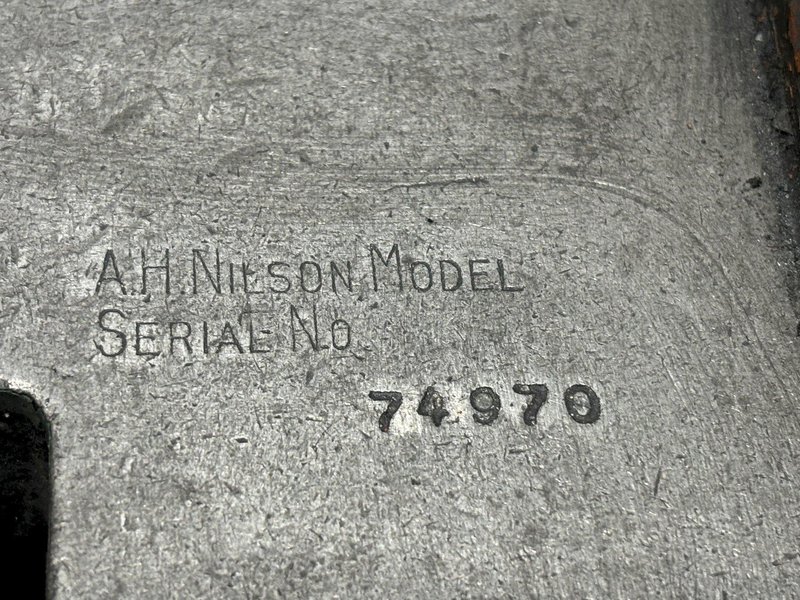 A.H.NILSON MODEL
SERIAL NO
74970